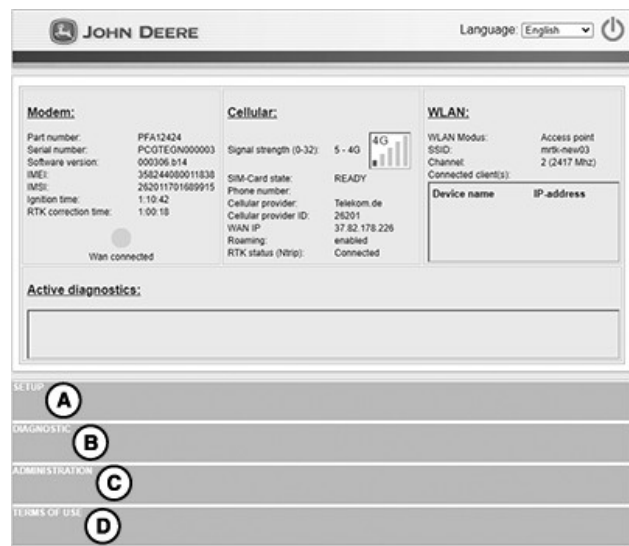 JOHN DEERE
Language: English
Modem:
Part number: PFA12424
Serial number: PCGTEGN000003
Software version: 000306.b14
IMEI: 358244080011838
IMSI: 262011701689915
Ignition time: 1:10:42
RTK correction time: 1:00:18
Wan connected
Cellular:
Signal strength (0-32): 5 - 4G
4G
SIM-Card state: READY
Phone number:
Cellular provider: Telekom.de
Cellular provider ID: 26201
WAN IP 37.82.178.226
Roaming: enabled
RTK status (Ntrip): Connected
WLAN:
WLAN Modus: Access point
SSID: mrtk-new03
Channel: 2 (2417 Mhz)
Connected client(s):
Device name IP-address
Active diagnostics:
SETUP
A
DIAGNOSTIC
B
ADMINISTRATION
C
TERMS OF USE
D